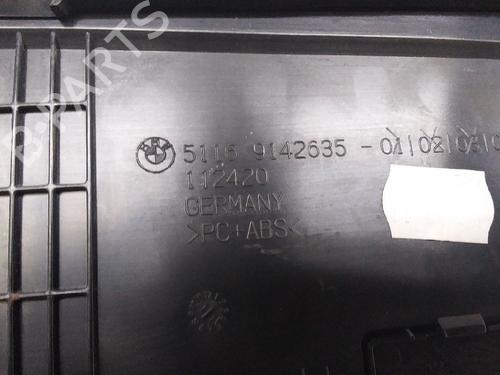 B-PARTS
5116 9142635-01|02|03|0
112420
GERMANY
>PC+ABS<